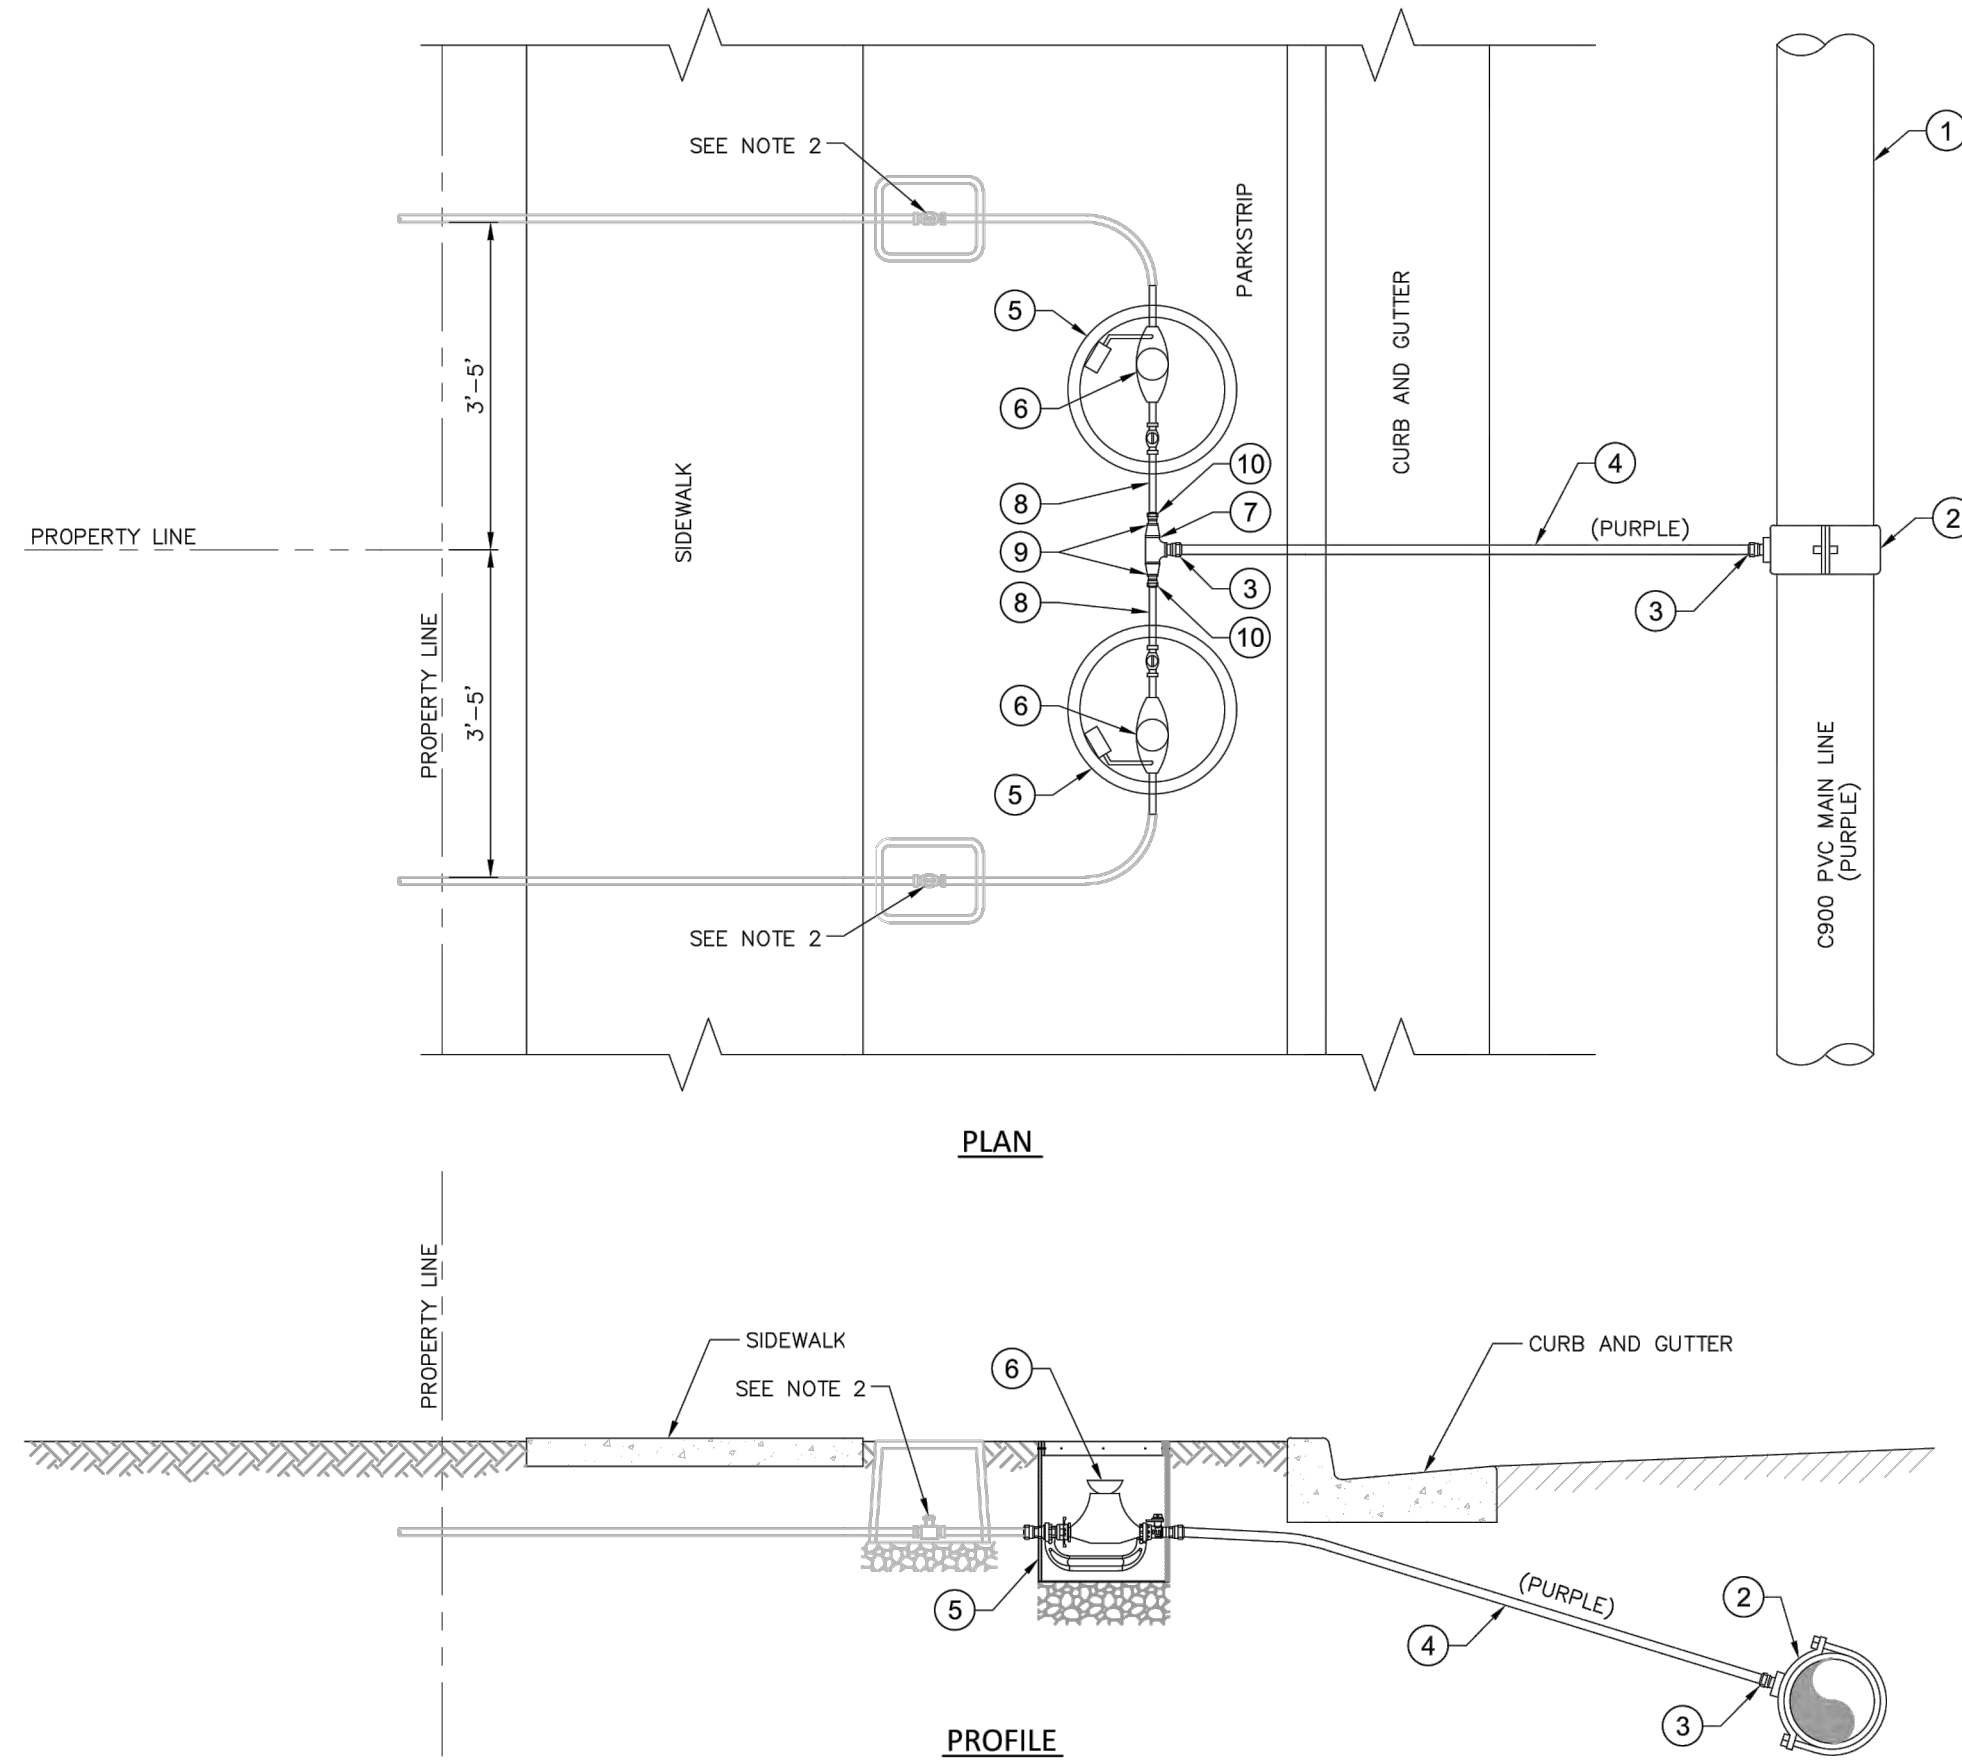 1
SEE NOTE 2
PARKSTRIP
5
CURB AND GUTTER
3'-5'
6
10
4
SIDEWALK
8
7
PROPERTY LINE
(PURPLE)
2
9
3
3
8
10
PROPERTY LINE
3'-5'
6
C900 PVC MAIN LINE
(PURPLE)
5
SEE NOTE 2
PLAN
PROPERTY LINE
SIDEWALK
CURB AND GUTTER
6
SEE NOTE 2
5
(PURPLE)
2
4
3
PROFILE